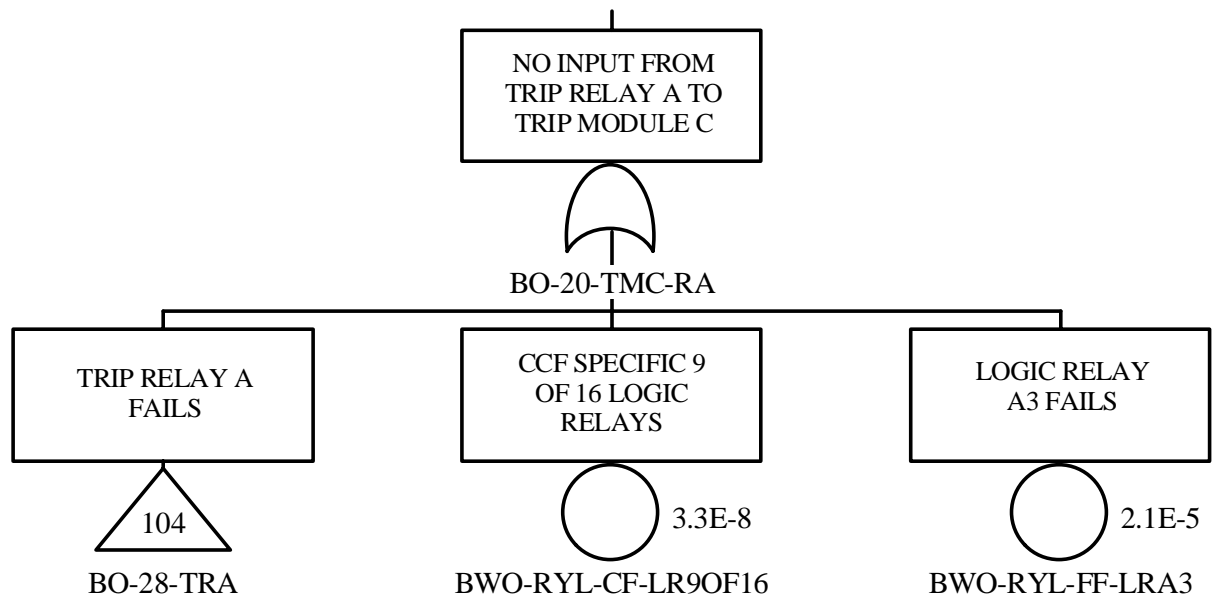 NO INPUT FROM
TRIP RELAY A TO
TRIP MODULE C
BO-20-TMC-RA
TRIP RELAY A
FAILS
104
BO-28-TRA
CCF SPECIFIC 9
OF 16 LOGIC
RELAYS
3.3E-8
BWO-RYL-CF-LR9OF16
LOGIC RELAY
A3 FAILS
2.1E-5
BWO-RYL-FF-LRA3